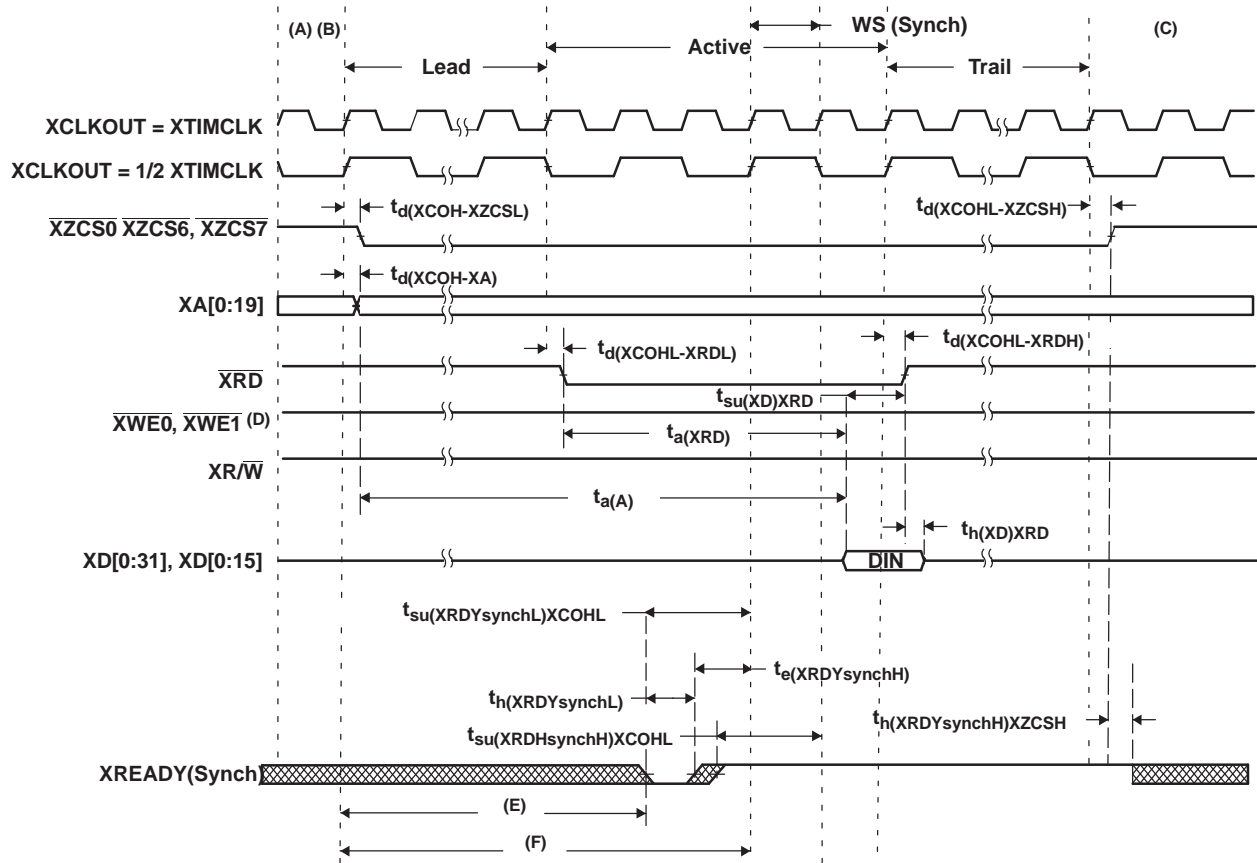 (A) (B)
WS (Synch)
(C)
Active
Lead
Trail
XCLKOUT = XTIMCLK
XCLKOUT = 1/2 XTIMCLK
td(XCOH-XZCSL)
td(XCOHL-XZCSH)
XZCS0 XZCS6, XZCS7
td(XCOH-XA)
XA[0:19]
td(XCOHL-XRDL)
td(XCOHL-XRDH)
XRD
tsu(XD)XRD
XWE0, XWE1 (D)
ta(XRD)
XR/W
ta(A)
th(XD)XRD
XD[0:31], XD[0:15]
DIN
tsu(XRDYsynchL)XCOHL
te(XRDYsynchH)
th(XRDYsynchL)
th(XRDYsynchH)XZCSH
tsu(XRDHsynchH)XCOHL
XREADY(Synch)
(E)
(F)